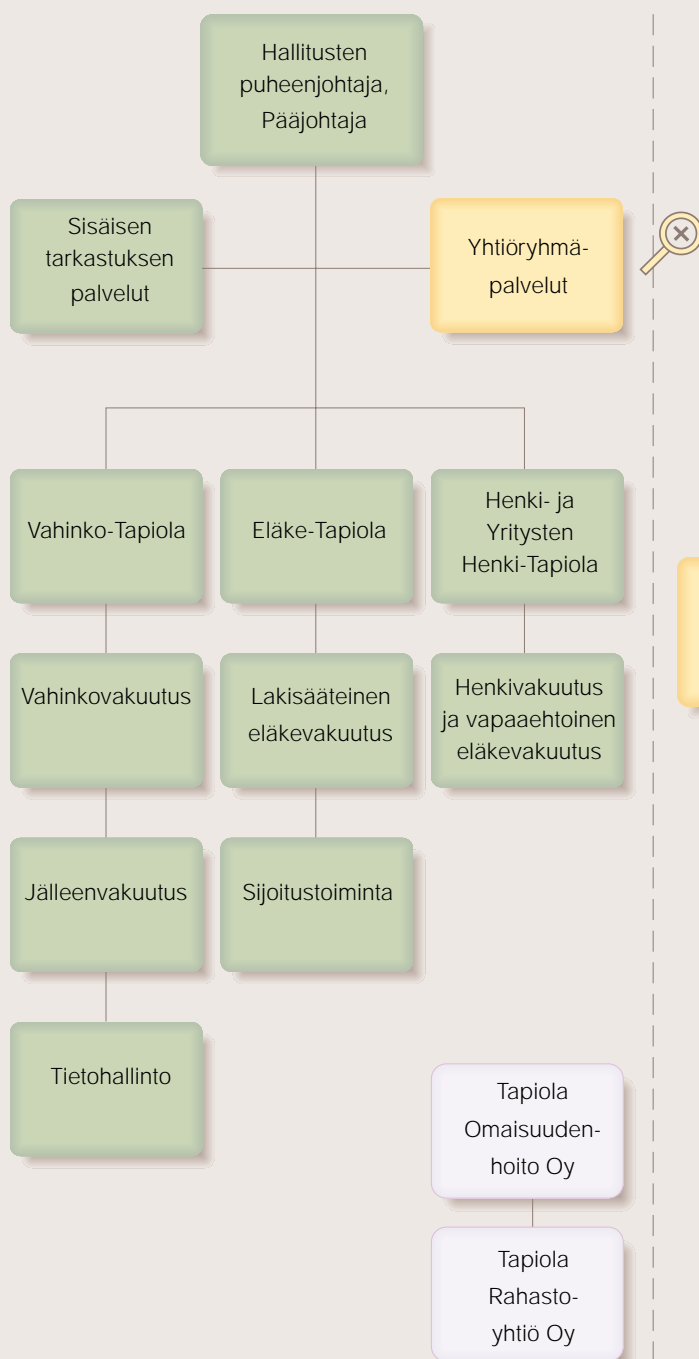 Hallitusten
puheenjohtaja,
Pääjohtaja
Sisäisen
tarkastuksen
palvelut
Yhtiöryhmä-
palvelut
Vahinko-Tapiola
Eläke-Tapiola
Henki- ja
Yritysten
Henki-Tapiola
Vahinkovakuutus
Lakisääteinen
eläkevakuutus
Henkivakuutus
ja vapaaehtoinen
eläkevakuutus
Jälleenvakuutus
Sijoitustoiminta
Tietohallinto
Tapiola
Omaisuuden-
hoito Oy
Tapiola
Rahasto-
yhtiö Oy